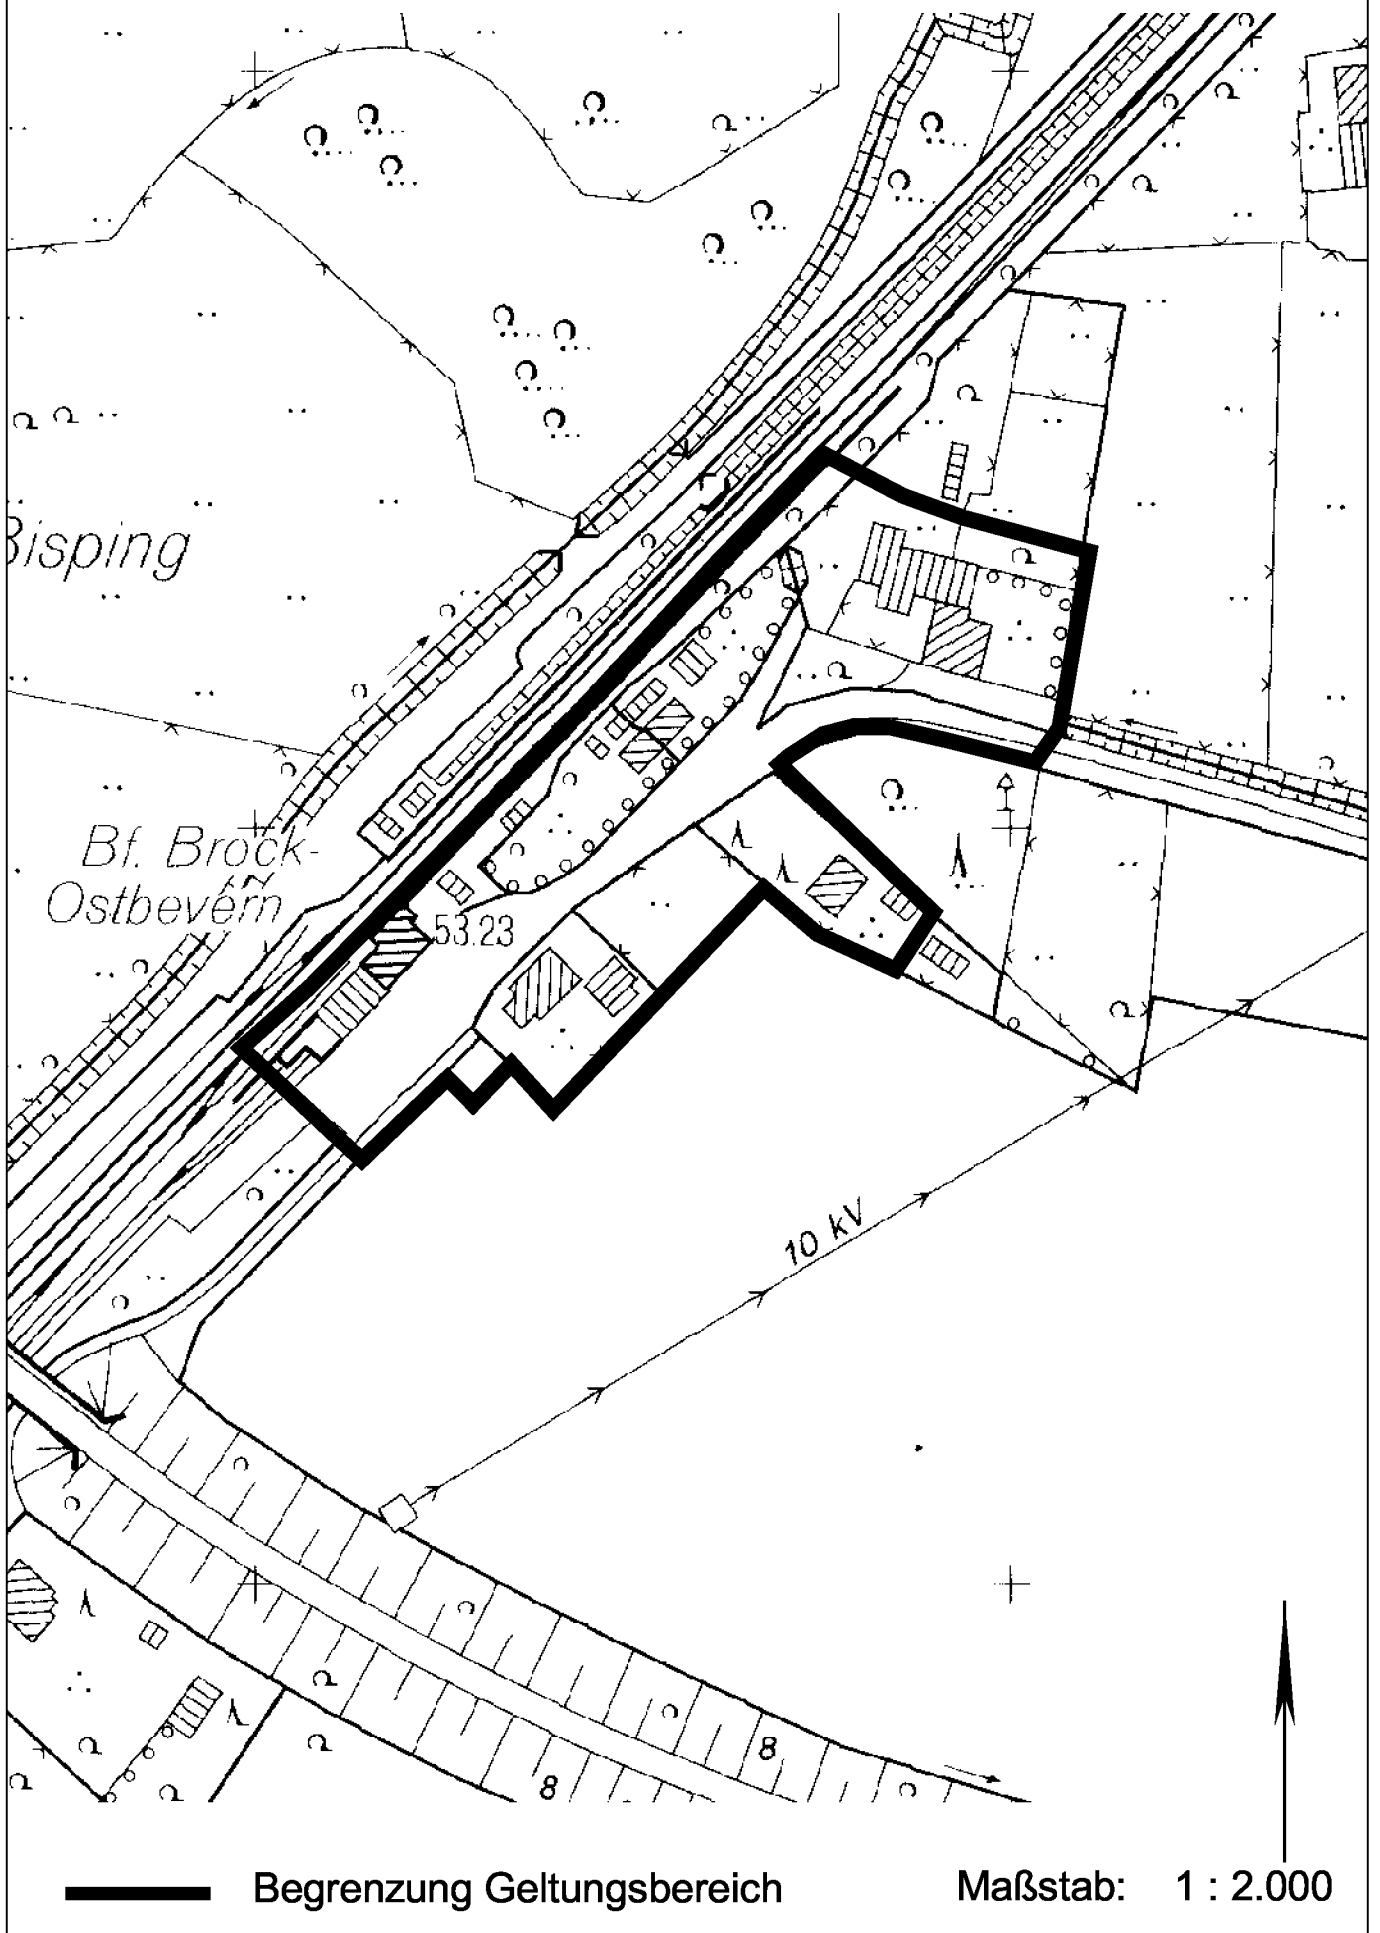 Bisping
Bf. Brock-
Ostbevern
53.23
10 kV
8
8
Begrenzung Geltungsbereich
Maßstab: 1 : 2.000